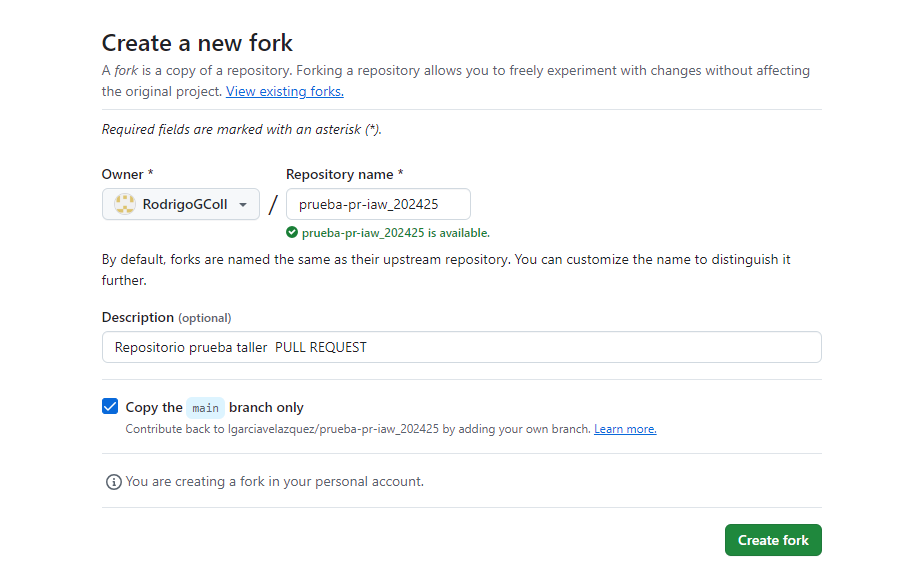 Create a new fork
A fork is a copy of a repository. Forking a repository allows you to freely experiment with changes without affecting
the original project. View existing forks.
Required fields are marked with an asterisk (*).
Owner *
Repository name *
RodrigoGColl
/
prueba-pr-iaw_202425
prueba-pr-iaw_202425 is available.
By default, forks are named the same as their upstream repository. You can customize the name to distinguish it
further.
Description (optional)
Repositorio prueba taller  PULL REQUEST
Copy the main branch only
Contribute back to lgarciavelazquez/prueba-pr-iaw_202425 by adding your own branch. Learn more.
You are creating a fork in your personal account.
Create fork